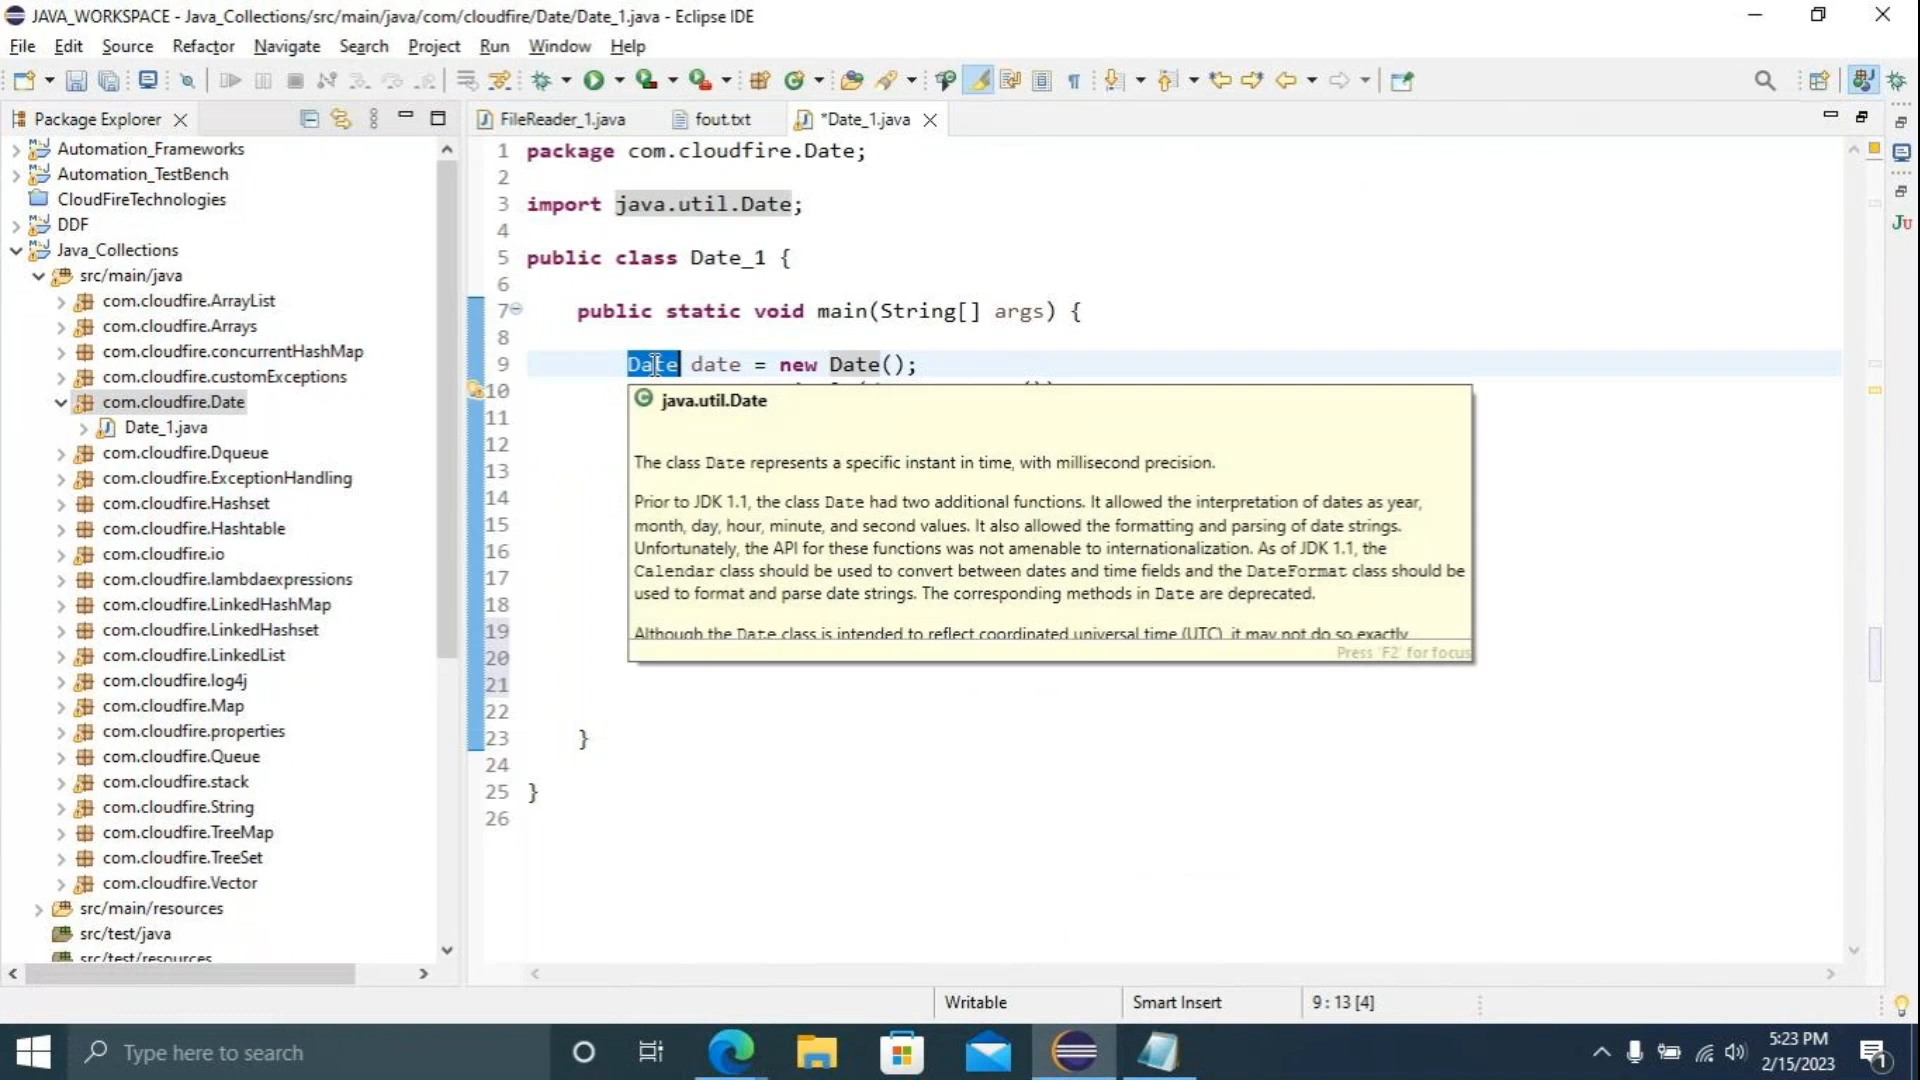 JAVA_WORKSPACE - Java_Collections/src/main/java/com/cloudfire/Date/Date_1.java - Eclipse IDE
File Edit Source Refactor Navigate Search Project Run Window Help
Package Explorer
FileReader_1.java fout.txt *Date_1.java
Automation_Frameworks
Automation_TestBench
CloudFireTechnologies
DDF
Java_Collections
src/main/java
com.cloudfire.ArrayList
com.cloudfire.Arrays
com.cloudfire.concurrentHashMap
com.cloudfire.customExceptions
com.cloudfire.Date
Date_1.java
com.cloudfire.Dqueue
com.cloudfire.ExceptionHandling
com.cloudfire.Hashset
com.cloudfire.Hashtable
com.cloudfire.io
com.cloudfire.lambdaexpressions
com.cloudfire.LinkedHashMap
com.cloudfire.LinkedHashset
com.cloudfire.LinkedList
com.cloudfire.log4j
com.cloudfire.Map
com.cloudfire.properties
com.cloudfire.Queue
com.cloudfire.stack
com.cloudfire.String
com.cloudfire.TreeMap
com.cloudfire.TreeSet
com.cloudfire.Vector
src/main/resources
src/test/java
src/test/resources
1 package com.cloudfire.Date;
2
3 import java.util.Date;
4
5 public class Date_1 {
6
7 public static void main(String[] args) {
8
9 Date date = new Date();
10
11
12
13
14
15
16
17
18
19
20
21
22
23 }
24
25 }
26
java.util.Date
The class Date represents a specific instant in time, with millisecond precision.
Prior to JDK 1.1, the class Date had two additional functions. It allowed the interpretation of dates as year,
month, day, hour, minute, and second values. It also allowed the formatting and parsing of date strings.
Unfortunately, the API for these functions was not amenable to internationalization. As of JDK 1.1, the
Calendar class should be used to convert between dates and time fields and the DateFormat class should be
used to format and parse date strings. The corresponding methods in Date are deprecated.
Although the Date class is intended to reflect coordinated universal time (UTC), it may not do so exactly
Press 'F2' for focus
Ju
Writable Smart Insert 9 : 13 [4]
Type here to search
5:23 PM
2/15/2023
1